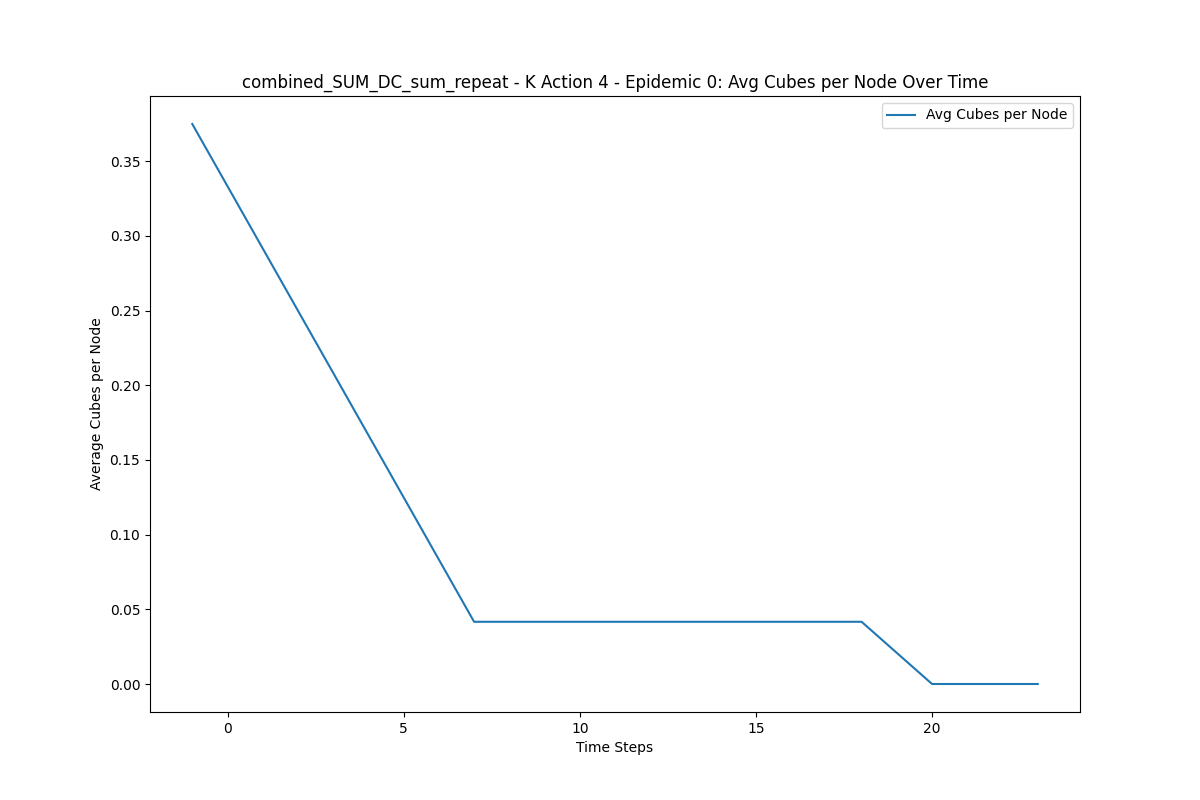 combined_SUM_DC_sum_repeat - K Action 4 - Epidemic 0: Avg Cubes per Node Over Time
Avg Cubes per Node
Average Cubes per Node
0.35
0.30
0.25
0.20
0.15
0.10
0.05
0.00
0 5 10 15 20
Time Steps